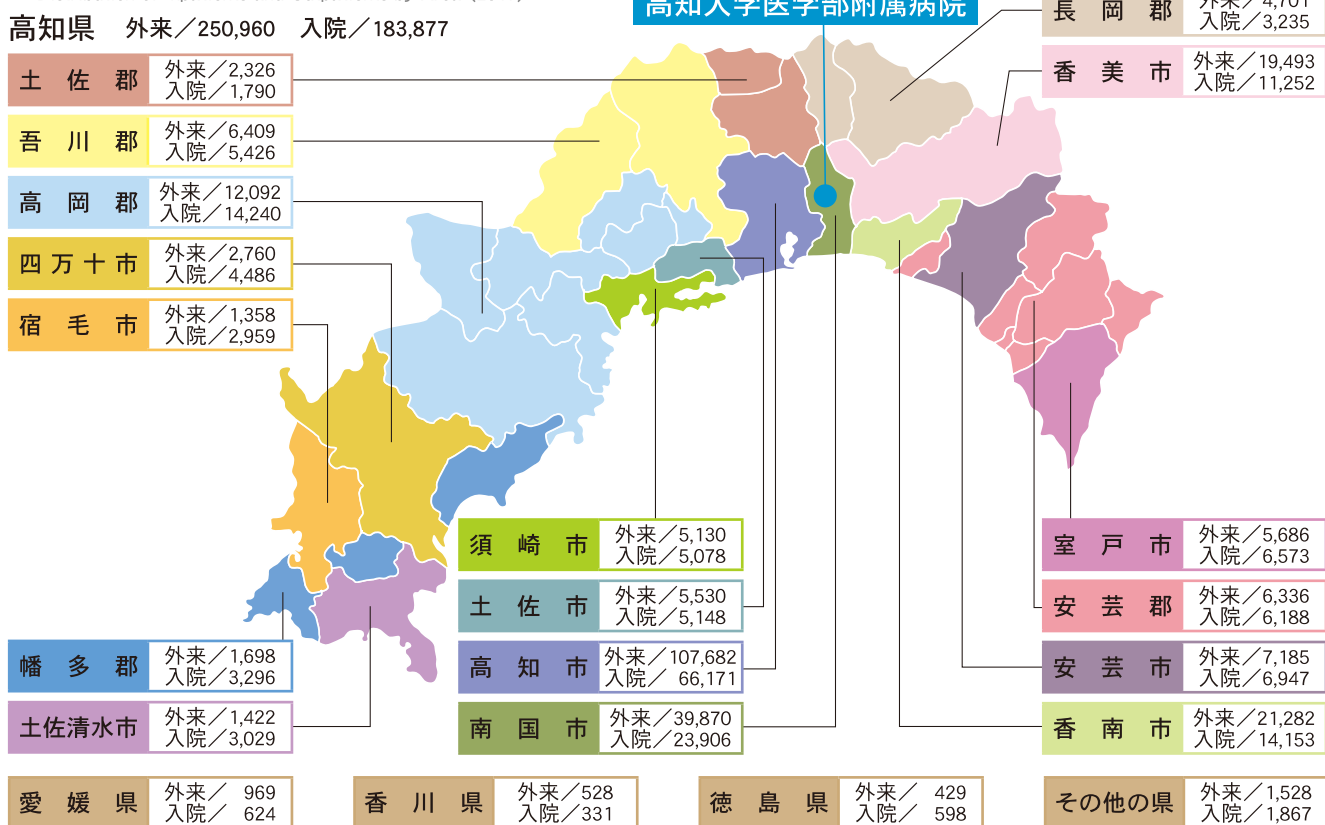 高知県 外来／250,960 入院／183,877
高知大学医学部附属病院
土佐郡 外来／2,326
入院／1,790
吾川郡 外来／6,409
入院／5,426
高岡郡 外来／12,092
入院／14,240
四万十市 外来／2,760
入院／4,486
宿毛市 外来／1,358
入院／2,959
長岡郡 外来／4,701
入院／3,235
香美市 外来／19,493
入院／11,252
幡多郡 外来／1,698
入院／3,296
土佐清水市 外来／1,422
入院／3,029
須崎市 外来／5,130
入院／5,078
土佐市 外来／5,530
入院／5,148
高知市 外来／107,682
入院／ 66,171
南国市 外来／39,870
入院／23,906
室戸市 外来／5,686
入院／6,573
安芸郡 外来／6,336
入院／6,188
安芸市 外来／7,185
入院／6,947
香南市 外来／21,282
入院／14,153
愛媛県 外来／ 969
入院／ 624
香川県 外来／528
入院／331
徳島県 外来／ 429
入院／ 598
その他の県 外来／1,528
入院／1,867